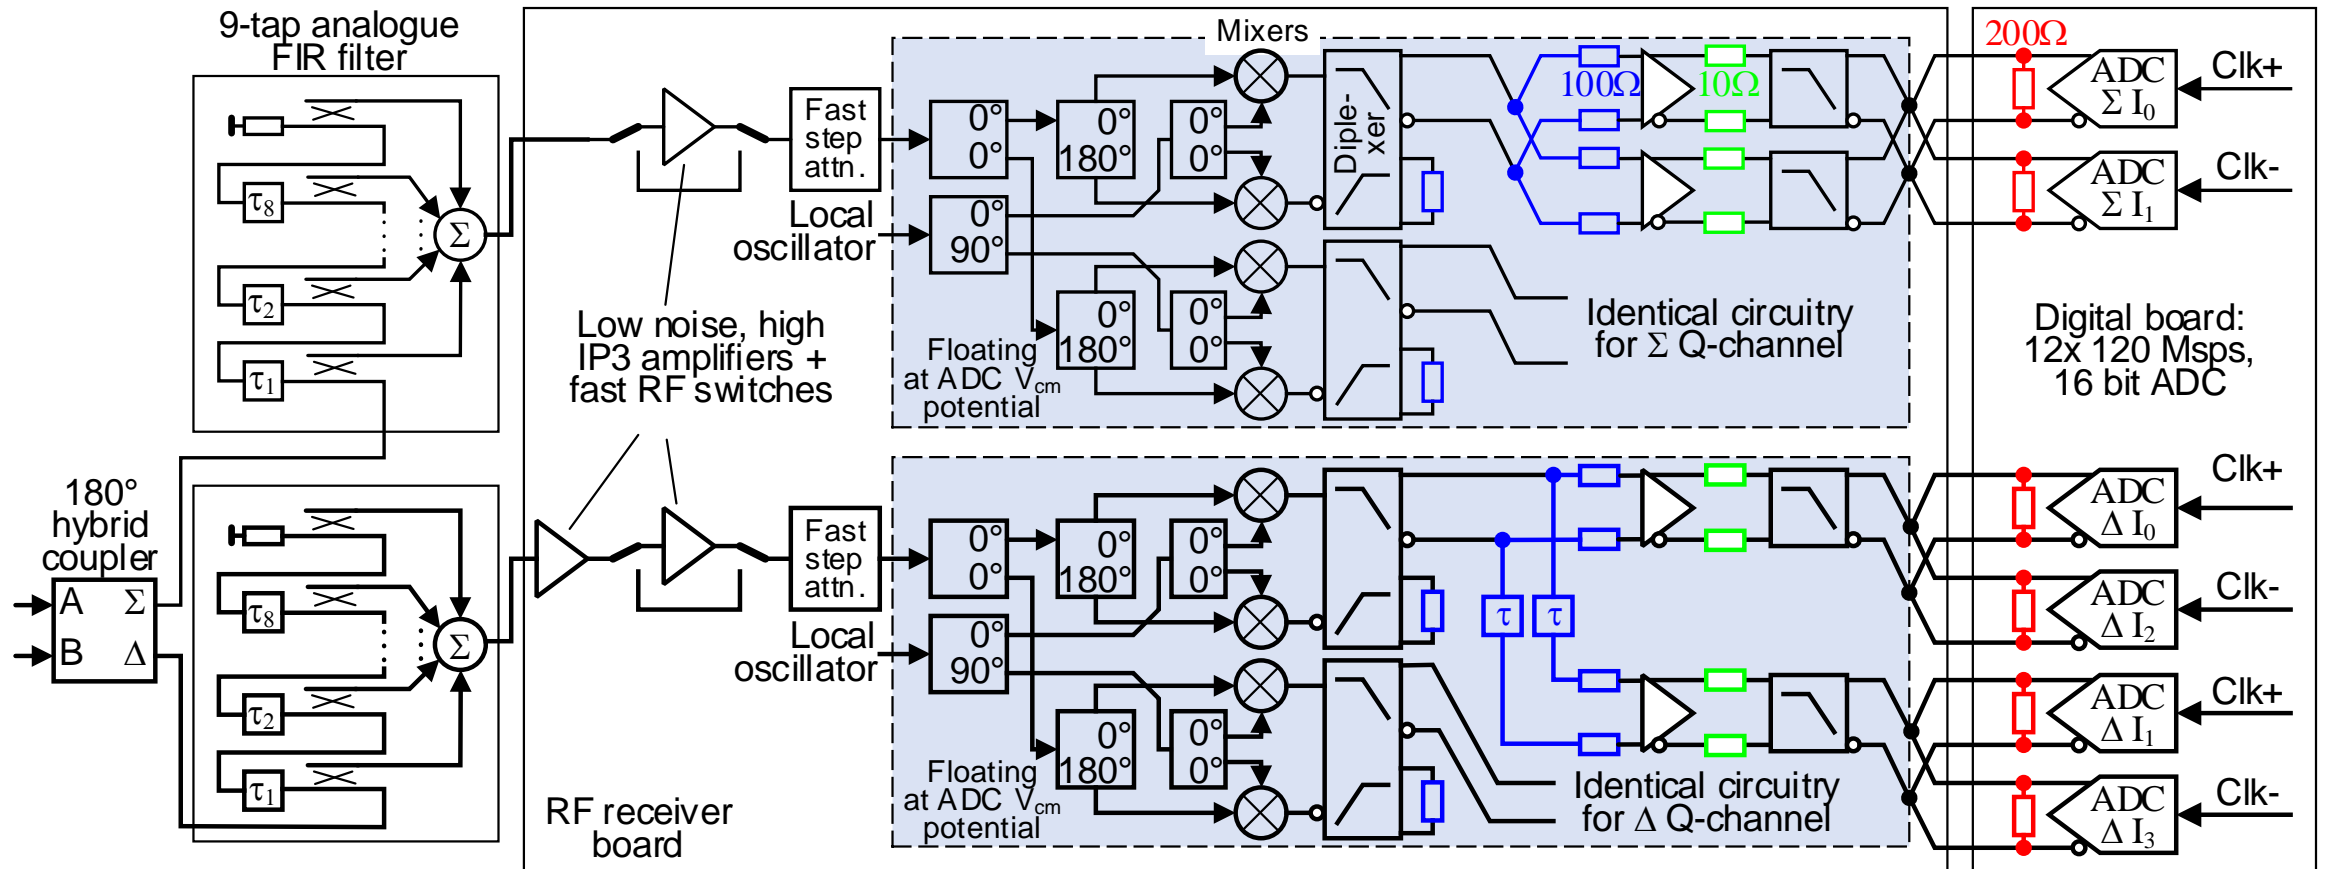 9-tap analogue
FIR filter
τ8
τ2
τ1
Σ
180°
hybrid
coupler
A Σ
B Δ
τ8
τ2
τ1
Σ
Low noise, high
IP3 amplifiers +
fast RF switches
RF receiver
board
Fast
step
attn.
Local
oscillator
0°
0°
0°
90°
0°
180°
0°
0°
0°
180°
0°
0°
Mixers
Diple-
xer
Floating
at ADC Vcm
potential
100Ω
10Ω
Identical circuitry
for Σ Q-channel
200Ω
ADC
Σ I0
Clk+
ADC
Σ I1
Clk-
Digital board:
12x 120 Msps,
16 bit ADC
Fast
step
attn.
Local
oscillator
0°
0°
0°
90°
0°
180°
0°
0°
0°
180°
0°
0°
Floating
at ADC Vcm
potential
τ τ
Identical circuitry
for Δ Q-channel
ADC
Δ I0
Clk+
ADC
Δ I2
Clk-
ADC
Δ I1
Clk+
ADC
Δ I3
Clk-